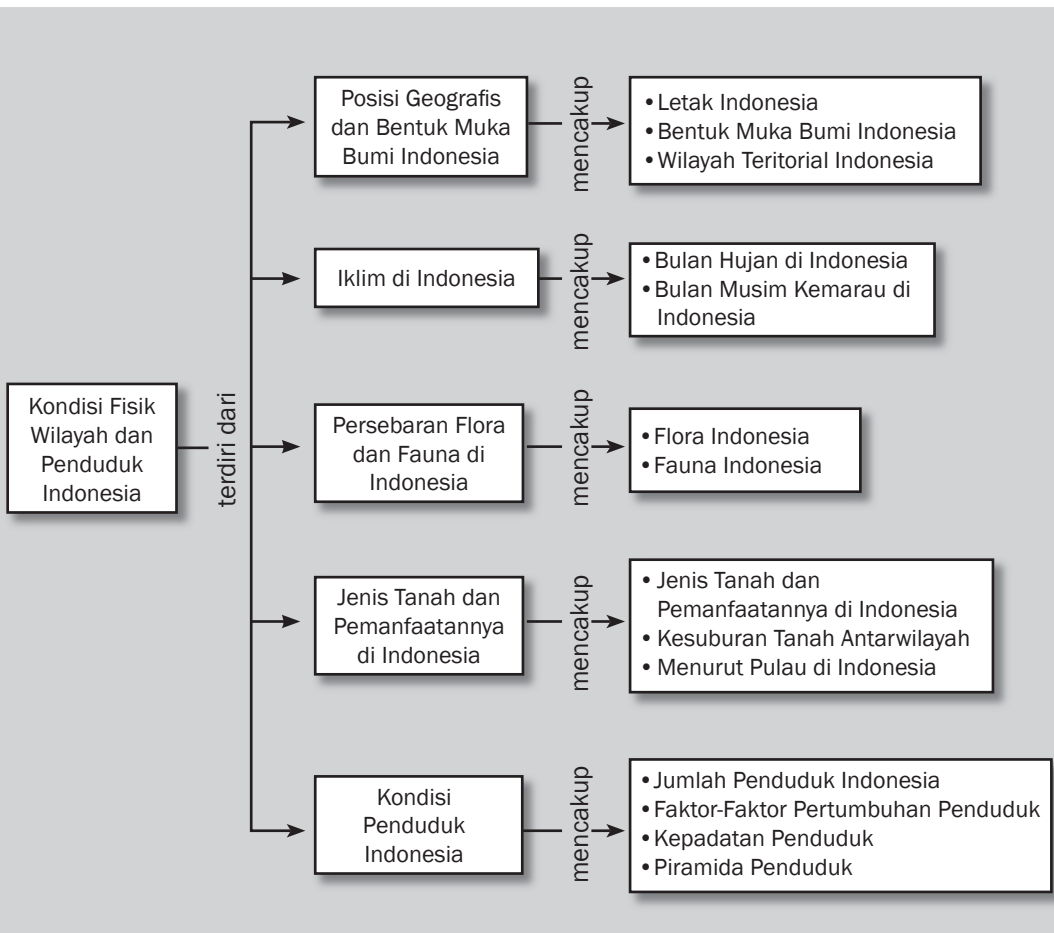 Kondisi Fisik
Wilayah dan
Penduduk
Indonesia
terdiri dari
Posisi Geografis
dan Bentuk Muka
Bumi Indonesia
mencakup
• Letak Indonesia
• Bentuk Muka Bumi Indonesia
• Wilayah Teritorial Indonesia
Iklim di Indonesia
mencakup
• Bulan Hujan di Indonesia
• Bulan Musim Kemarau di
Indonesia
Persebaran Flora
dan Fauna di
Indonesia
mencakup
• Flora Indonesia
• Fauna Indonesia
Jenis Tanah dan
Pemanfaatannya
di Indonesia
mencakup
• Jenis Tanah dan
Pemanfaatannya di Indonesia
• Kesuburan Tanah Antarwilayah
• Menurut Pulau di Indonesia
Kondisi
Penduduk
Indonesia
mencakup
• Jumlah Penduduk Indonesia
• Faktor-Faktor Pertumbuhan Penduduk
• Kepadatan Penduduk
• Piramida Penduduk